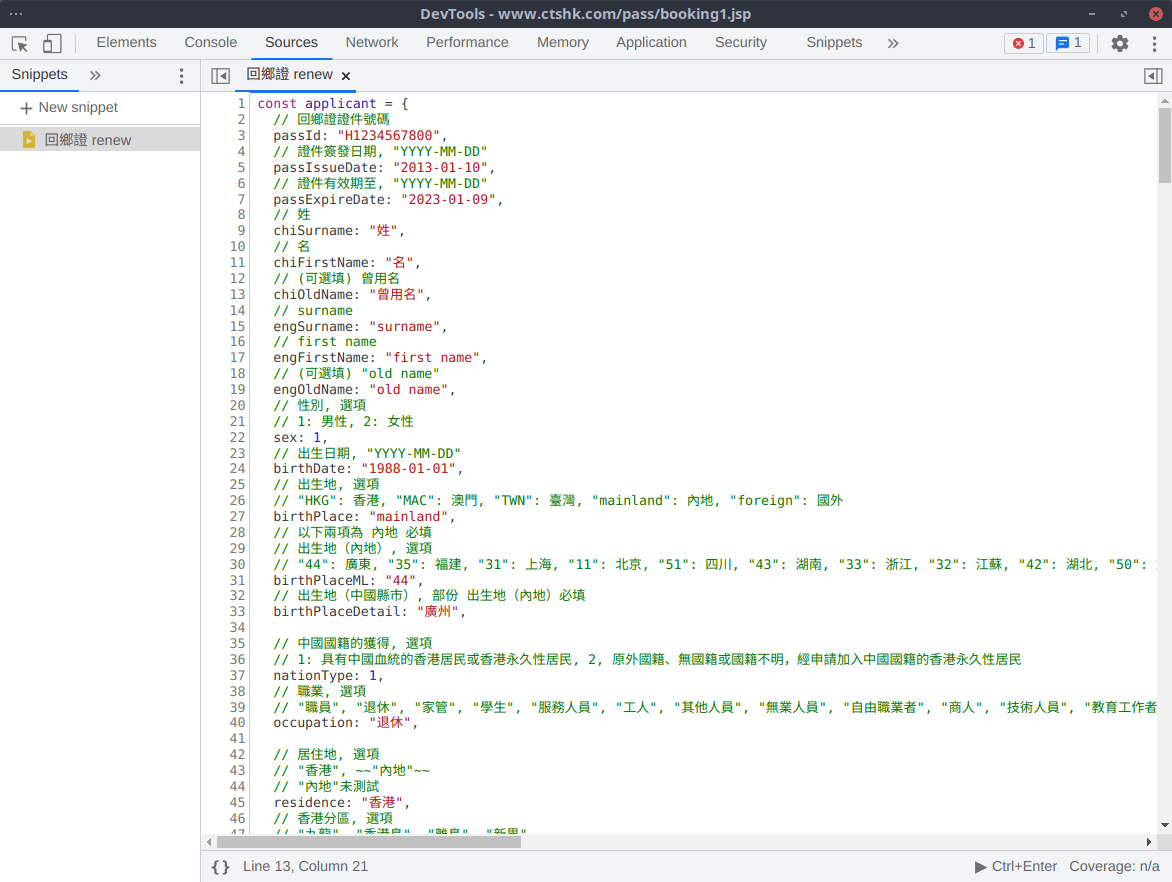 DevTools - www.ctshk.com/pass/booking1.jsp
Elements Console Sources Network Performance Memory Application Security Snippets » 1 1
Snippets »
回鄉證 renew ×
+ New snippet
回鄉證 renew
1 const applicant = {
2 // 回鄉證證件號碼
3 passId: "H1234567800",
4 // 證件簽發日期, "YYYY-MM-DD"
5 passIssueDate: "2013-01-10",
6 // 證件有效期至, "YYYY-MM-DD"
7 passExpireDate: "2023-01-09",
8 // 姓
9 chiSurname: "姓",
10 // 名
11 chiFirstName: "名",
12 // (可選填) 曾用名
13 chiOldName: "曾用名",
14 // surname
15 engSurname: "surname",
16 // first name
17 engFirstName: "first name",
18 // (可選填) "old name"
19 engOldName: "old name",
20 // 性別, 選項
21 // 1: 男性, 2: 女性
22 sex: 1,
23 // 出生日期, "YYYY-MM-DD"
24 birthDate: "1988-01-01",
25 // 出生地, 選項
26 // "HKG": 香港, "MAC": 澳門, "TWN": 臺灣, "mainland": 內地, "foreign": 國外
27 birthPlace: "mainland",
28 // 以下兩項為 內地 必填
29 // 出生地（內地）, 選項
30 // "44": 廣東, "35": 福建, "31": 上海, "11": 北京, "51": 四川, "43": 湖南, "33": 浙江, "32": 江蘇, "42": 湖北, "50":
31 birthPlaceML: "44",
32 // 出生地（中國縣市）, 部份 出生地（內地）必填
33 birthPlaceDetail: "廣州",
34
35 // 中國國籍的獲得, 選項
36 // 1: 具有中國血統的香港居民或香港永久性居民, 2, 原外國籍、無國籍或國籍不明，經申請加入中國國籍的香港永久性居民
37 nationType: 1,
38 // 職業, 選項
39 // "職員", "退休", "家管", "學生", "服務人員", "工人", "其他人員", "無業人員", "自由職業者", "商人", "技術人員", "教育工作者
40 occupation: "退休",
41
42 // 居住地, 選項
43 // "香港", ~~"內地"~~
44 // "內地"未測試
45 residence: "香港",
46 // 香港分區, 選項
47 // "九龍", "香港島", "離島", "新界"
{} Line 13, Column 21 ▶ Ctrl+Enter Coverage: n/a